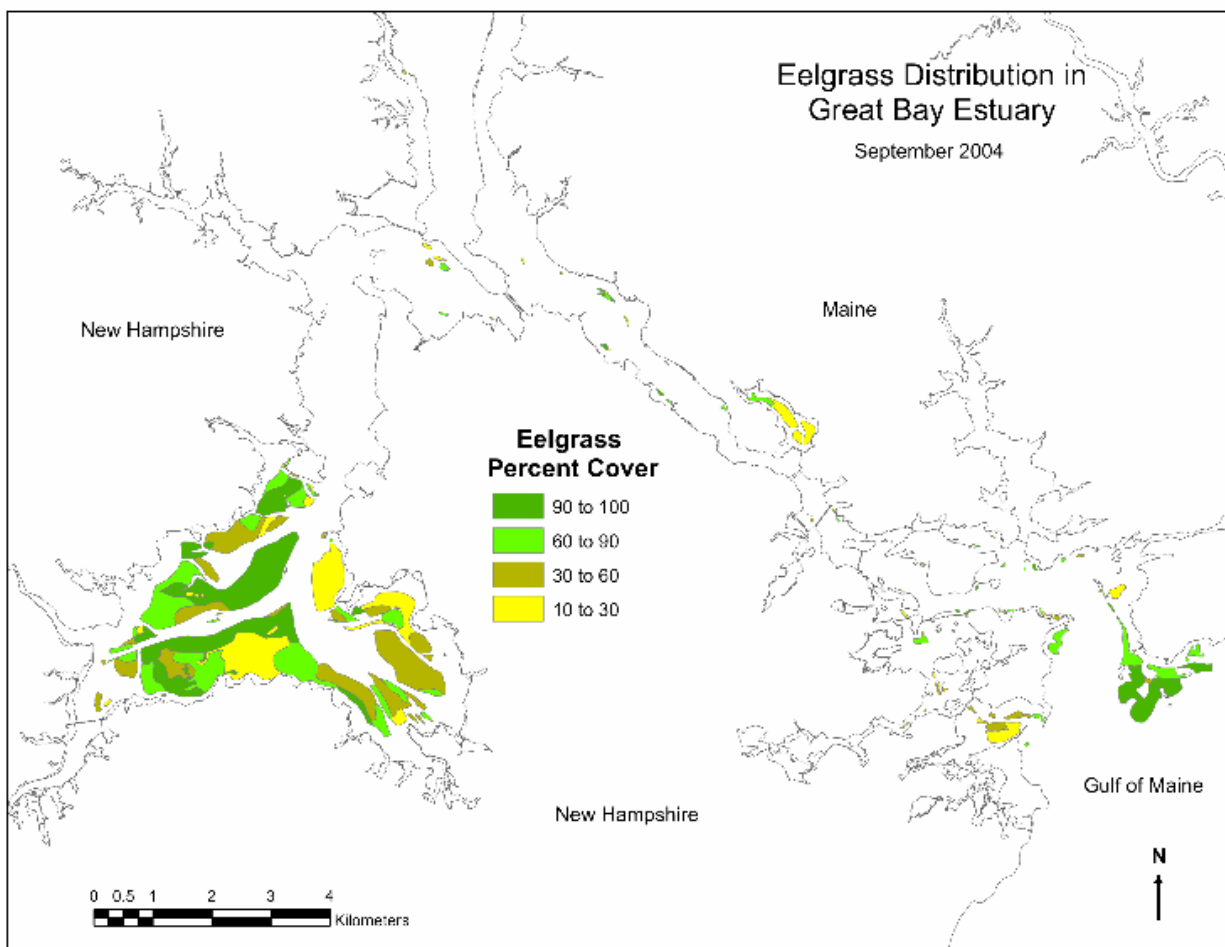 Eelgrass Distribution in
Great Bay Estuary
September 2004
New Hampshire
Maine
Eelgrass
Percent Cover
90 to 100
60 to 90
30 to 60
10 to 30
Gulf of Maine
New Hampshire
N
0 0.5 1 2 3 4
Kilometers